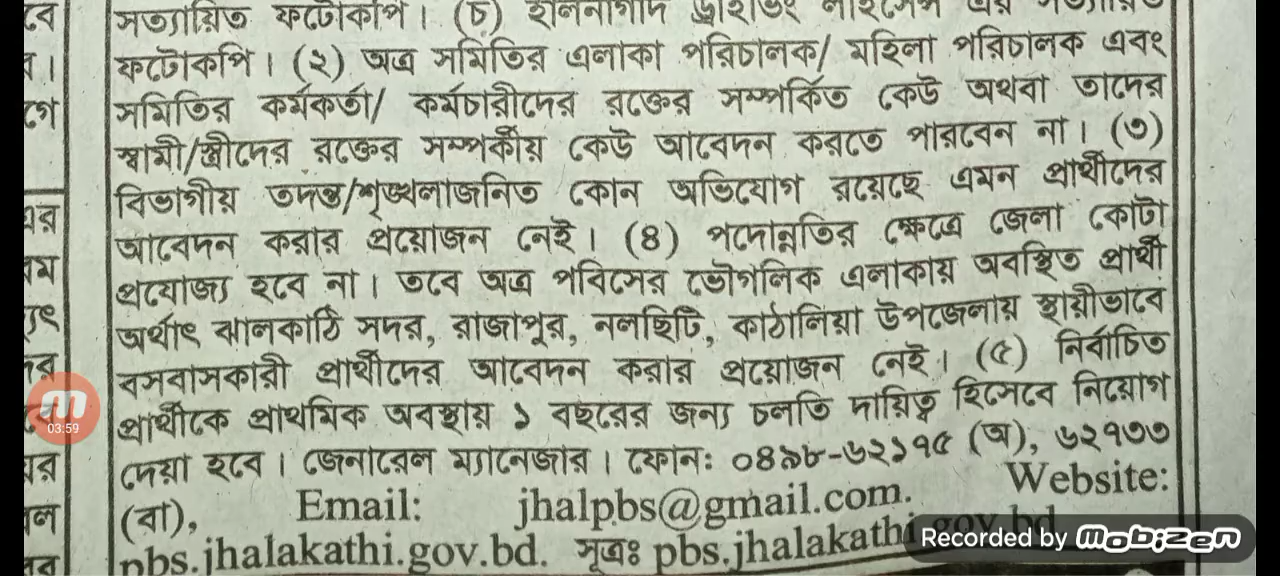 সত্যায়িত ফটোকপি। (চ) হালনাগাদ ড্রাইভিং লাইসেন্স এর সত্যায়িত
ফটোকপি। (২) অত্র সমিতির এলাকা পরিচালক/ মহিলা পরিচালক এবং
সমিতির কর্মকর্তা/ কর্মচারীদের রক্তের সম্পর্কিত কেউ অথবা তাদের
স্বামী/স্ত্রীদের রক্তের সম্পর্কীয় কেউ আবেদন করতে পারবেন না। (৩)
বিভাগীয় তদন্ত/শৃঙ্খলাজনিত কোন অভিযোগ রয়েছে এমন প্রার্থীদের
আবেদন করার প্রয়োজন নেই। (৪) পদোন্নতির ক্ষেত্রে জেলা কোটা
প্রযোজ্য হবে না। তবে অত্র পবিসের ভৌগলিক এলাকায় অবস্থিত প্রার্থী
অর্থাৎ ঝালকাঠি সদর, রাজাপুর, নলছিটি, কাঠালিয়া উপজেলায় স্থায়ীভাবে
বসবাসকারী প্রার্থীদের আবেদন করার প্রয়োজন নেই। (৫) নির্বাচিত
প্রার্থীকে প্রাথমিক অবস্থায় ১ বছরের জন্য চলতি দায়িত্ব হিসেবে নিয়োগ
দেয়া হবে। জেনারেল ম্যানেজার। ফোন: ০৪৯৮-৬২১৭৫ (অ), ৬২৭৩৩
(বা), Email: jhalpbs@gmail.com. Website:
pbs.jhalakathi.gov.bd. সূত্রঃ pbs.jhalakathi.gov.bd
03:59
Recorded by mobizen